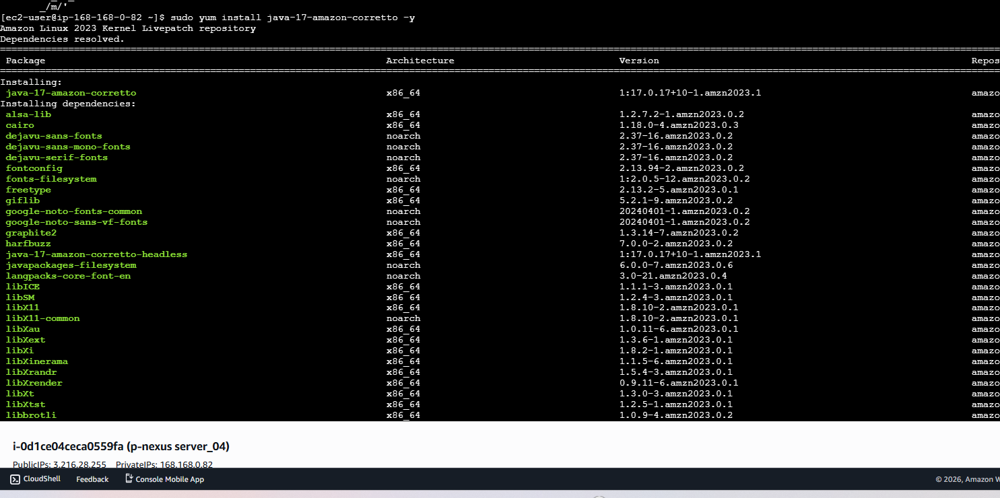 _/m/'
[ec2-user@ip-168-168-0-82 ~]$ sudo yum install java-17-amazon-corretto -y
Amazon Linux 2023 Kernel Livepatch repository
Dependencies resolved.
Package Architecture Version Repos
Installing:
java-17-amazon-corretto x86_64 1:17.0.17+10-1.amzn2023.1 amazo
Installing dependencies:
alsa-lib x86_64 1.2.7.2-1.amzn2023.0.2 amazo
cairo x86_64 1.18.0-4.amzn2023.0.3 amazo
dejavu-sans-fonts noarch 2.37-16.amzn2023.0.2 amazo
dejavu-sans-mono-fonts noarch 2.37-16.amzn2023.0.2 amazo
dejavu-serif-fonts noarch 2.37-16.amzn2023.0.2 amazo
fontconfig x86_64 2.13.94-2.amzn2023.0.2 amazo
fonts-filesystem noarch 1:2.0.5-12.amzn2023.0.2 amazo
freetype x86_64 2.13.2-5.amzn2023.0.1 amazo
giflib x86_64 5.2.1-9.amzn2023.0.2 amazo
google-noto-fonts-common noarch 20240401-1.amzn2023.0.2 amazo
google-noto-sans-vf-fonts noarch 20240401-1.amzn2023.0.2 amazo
graphite2 x86_64 1.3.14-7.amzn2023.0.2 amazo
harfbuzz x86_64 7.0.0-2.amzn2023.0.2 amazo
java-17-amazon-corretto-headless x86_64 1:17.0.17+10-1.amzn2023.1 amazo
javapackages-filesystem noarch 6.0.0-7.amzn2023.0.6 amazo
langpacks-core-font-en noarch 3.0-21.amzn2023.0.4 amazo
libICE x86_64 1.1.1-3.amzn2023.0.1 amazo
libSM x86_64 1.2.4-3.amzn2023.0.1 amazo
libX11 x86_64 1.8.10-2.amzn2023.0.1 amazo
libX11-common noarch 1.8.10-2.amzn2023.0.1 amazo
libXau x86_64 1.0.11-6.amzn2023.0.1 amazo
libXext x86_64 1.3.6-1.amzn2023.0.1 amazo
libXi x86_64 1.8.2-1.amzn2023.0.1 amazo
libXinerama x86_64 1.1.5-6.amzn2023.0.1 amazo
libXrandr x86_64 1.5.4-3.amzn2023.0.1 amazo
libXrender x86_64 0.9.11-6.amzn2023.0.1 amazo
libXt x86_64 1.3.0-3.amzn2023.0.1 amazo
libXtst x86_64 1.2.5-1.amzn2023.0.1 amazo
libbrotli x86_64 1.0.9-4.amzn2023.0.2 amazo
i-0d1ce04ceca0559fa (p-nexus server_04)
PublicIPs: 3.216.28.255 PrivateIPs: 168.168.0.82
CloudShell Feedback Console Mobile App © 2026, Amazon W